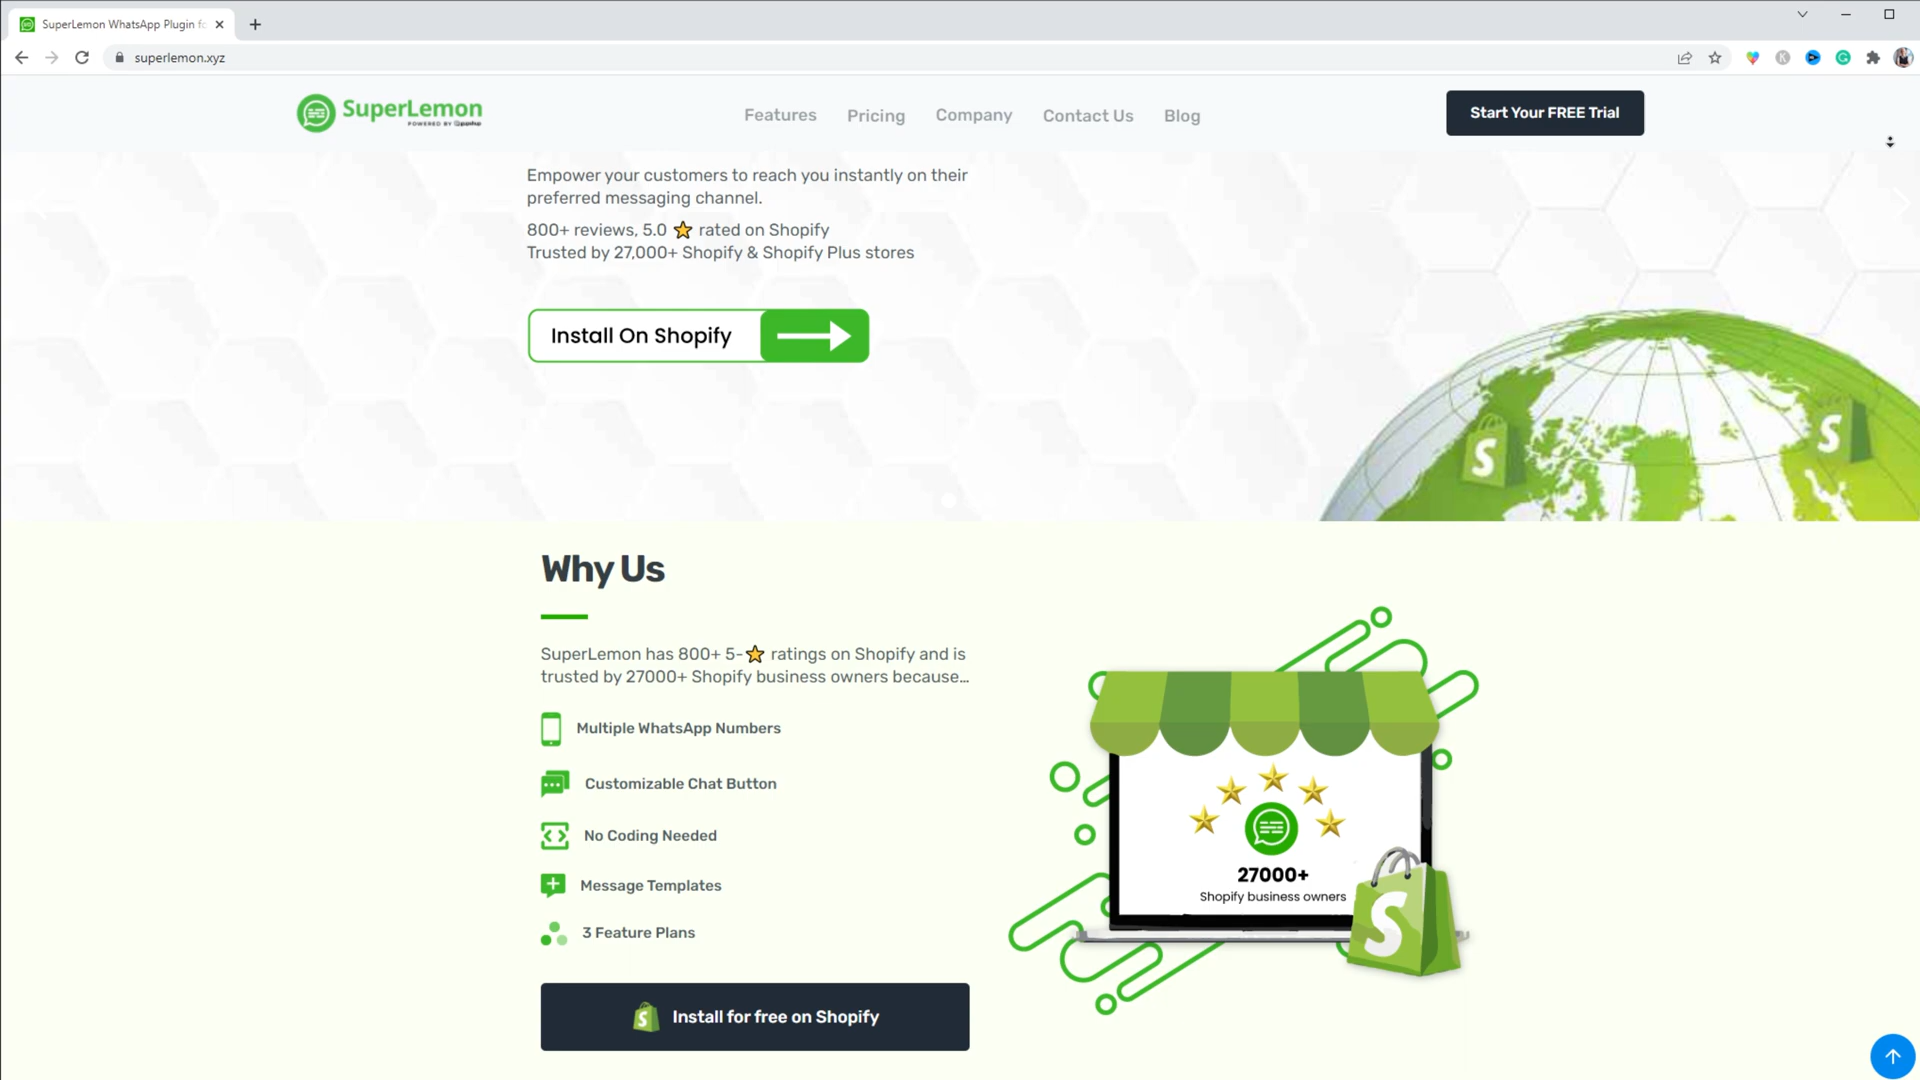 SuperLemon WhatsApp Plugin fo
superlemon.xyz
SuperLemon
POWERED BY Gupshup
Features
Pricing
Company
Contact Us
Blog
Start Your FREE Trial
Empower your customers to reach you instantly on their
preferred messaging channel.
800+ reviews, 5.0 ⭐ rated on Shopify
Trusted by 27,000+ Shopify & Shopify Plus stores
Install On Shopify
Why Us
SuperLemon has 800+ 5-⭐ ratings on Shopify and is
trusted by 27000+ Shopify business owners because...
Multiple WhatsApp Numbers
Customizable Chat Button
No Coding Needed
Message Templates
3 Feature Plans
Install for free on Shopify
27000+
Shopify business owners